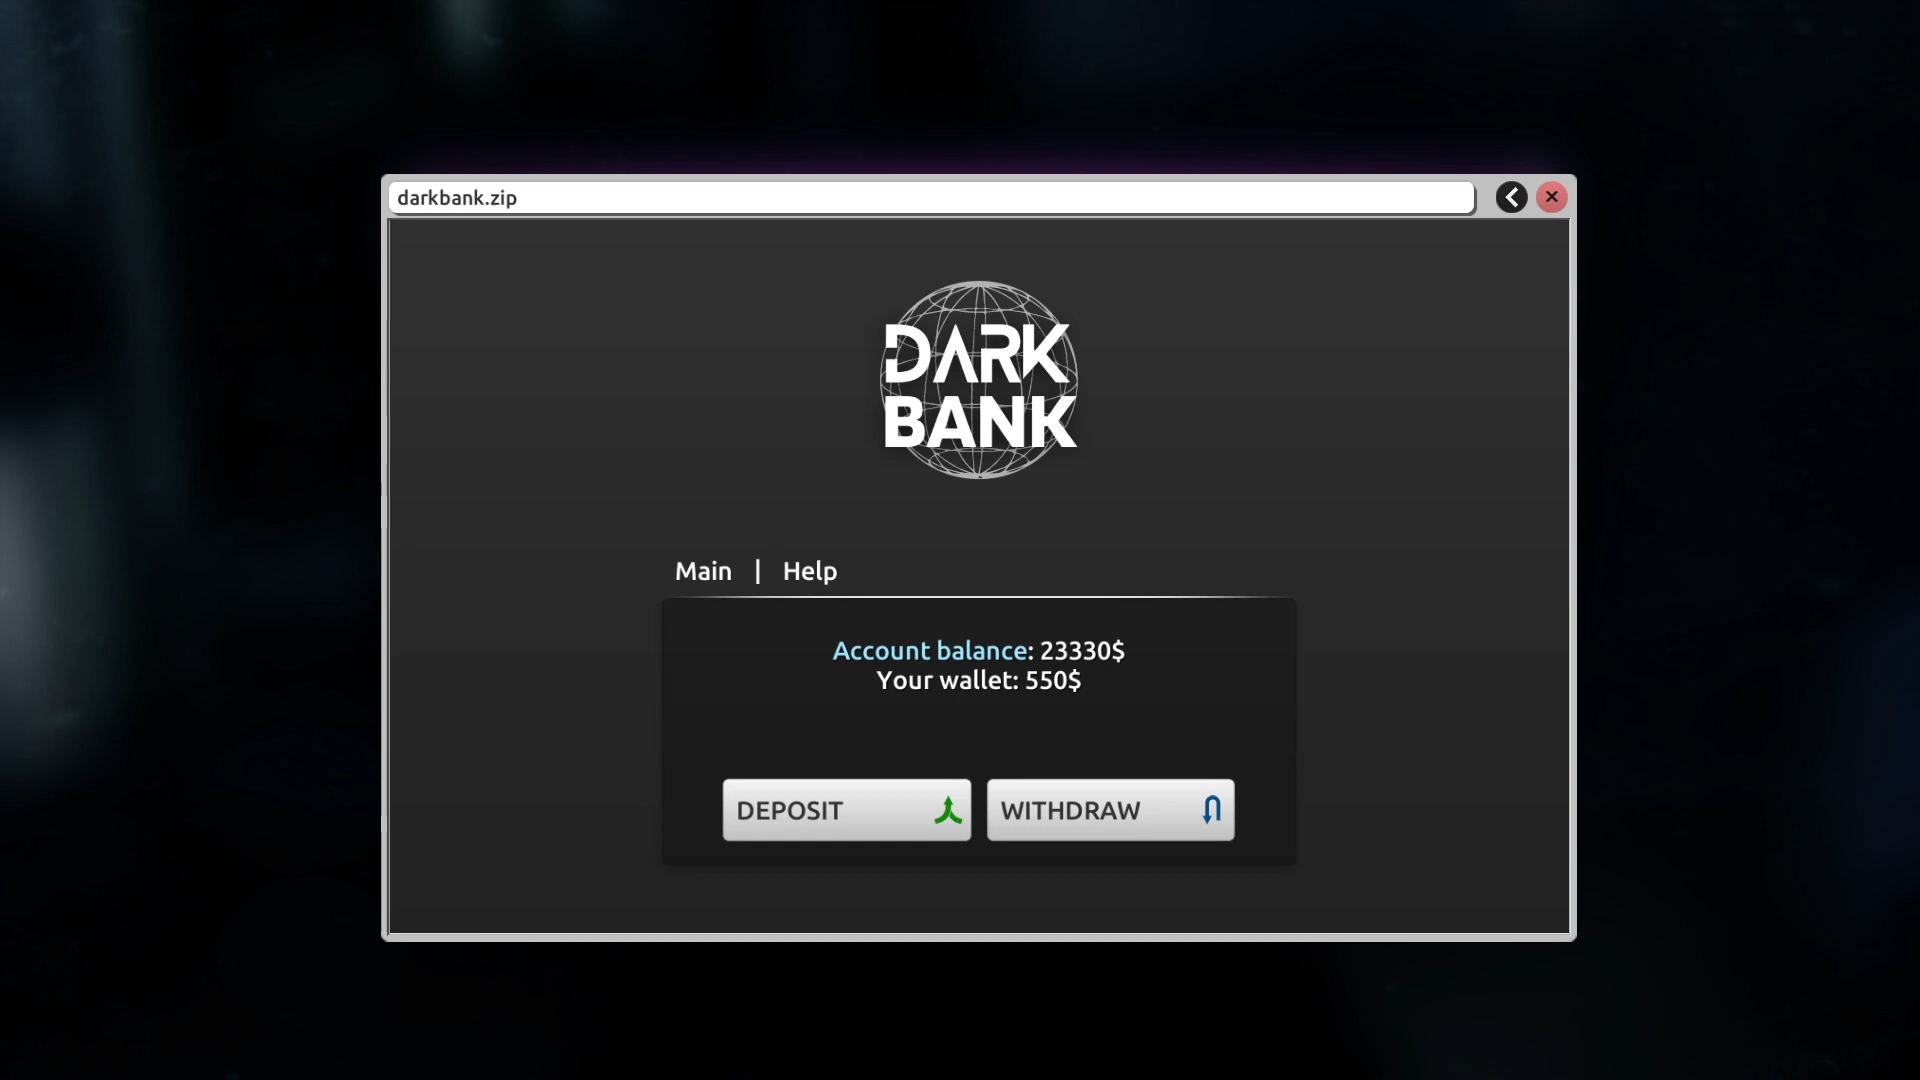 darkbank.zip
DARK
BANK
Main | Help
Account balance: 23330$
Your wallet: 550$
DEPOSIT
WITHDRAW